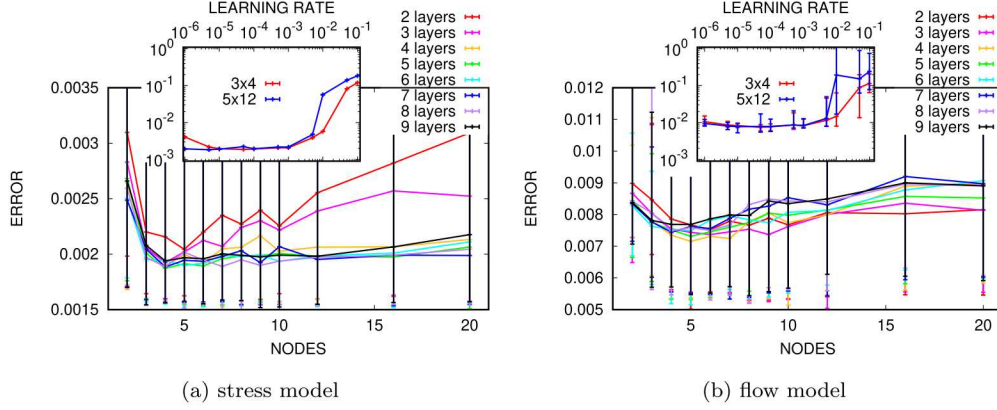 LEARNING RATE
10^-6 10^-5 10^-4 10^-3 10^-2 10^-1
10^0
10^-1
10^-2
10^-3
3x4
5x12
2 layers
3 layers
4 layers
5 layers
6 layers
7 layers
8 layers
9 layers
0.0035
0.003
0.0025
0.002
0.0015
ERROR
5 10 15 20
NODES
(a) stress model
LEARNING RATE
10^-6 10^-5 10^-4 10^-3 10^-2 10^-1
10^0
10^-1
10^-2
10^-3
3x4
5x12
2 layers
3 layers
4 layers
5 layers
6 layers
7 layers
8 layers
9 layers
0.012
0.011
0.01
0.009
0.008
0.007
0.006
0.005
ERROR
5 10 15 20
NODES
(b) flow model